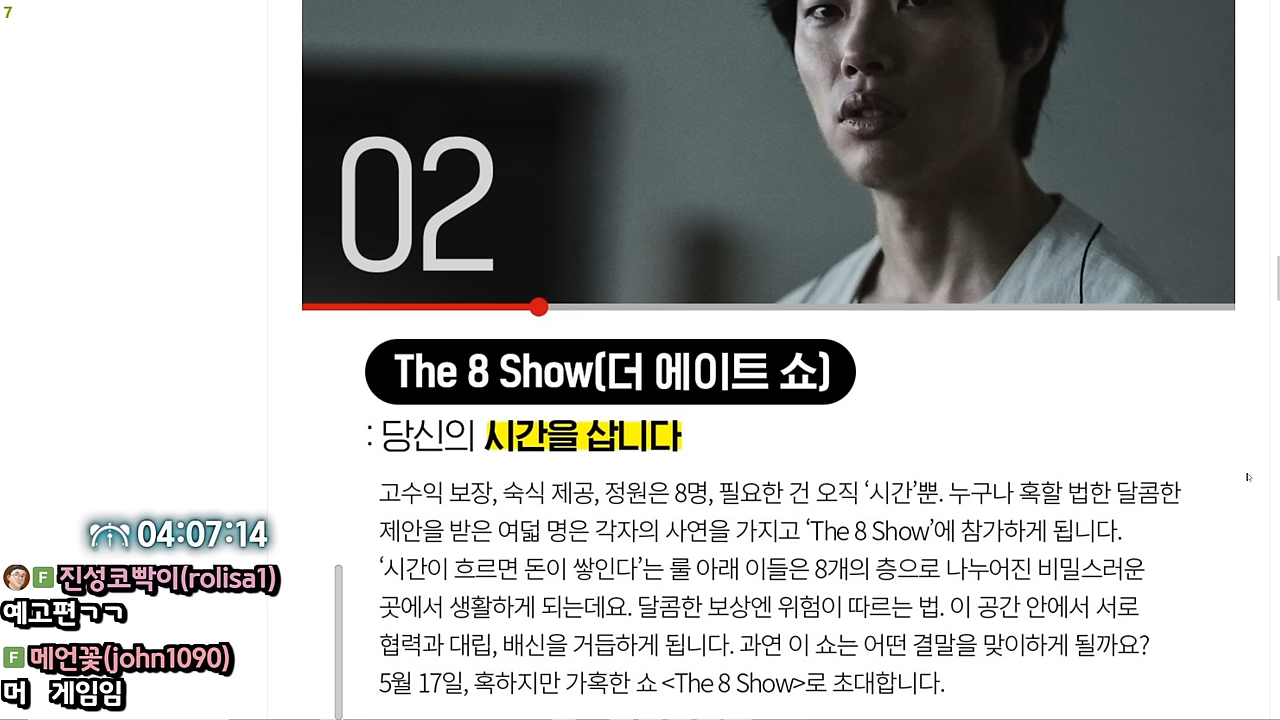 7
02
The 8 Show(더 에이트 쇼)
: 당신의 시간을 삽니다
고수익 보장, 숙식 제공, 정원은 8명, 필요한 건 오직 ‘시간’뿐. 누구나 혹할 법한 달콤한
제안을 받은 여덟 명은 각자의 사연을 가지고 ‘The 8 Show’에 참가하게 됩니다.
‘시간이 흐르면 돈이 쌓인다’는 룰 아래 이들은 8개의 층으로 나누어진 비밀스러운
곳에서 생활하게 되는데요. 달콤한 보상엔 위험이 따르는 법. 이 공간 안에서 서로
협력과 대립, 배신을 거듭하게 됩니다. 과연 이 쇼는 어떤 결말을 맞이하게 될까요?
5월 17일, 혹하지만 가혹한 쇼 <The 8 Show>로 초대합니다.
04:07:14
F 진성코빡이(rolisa1)
예고편ㄱㄱ
F 메언꽃(john1090)
머 게임임